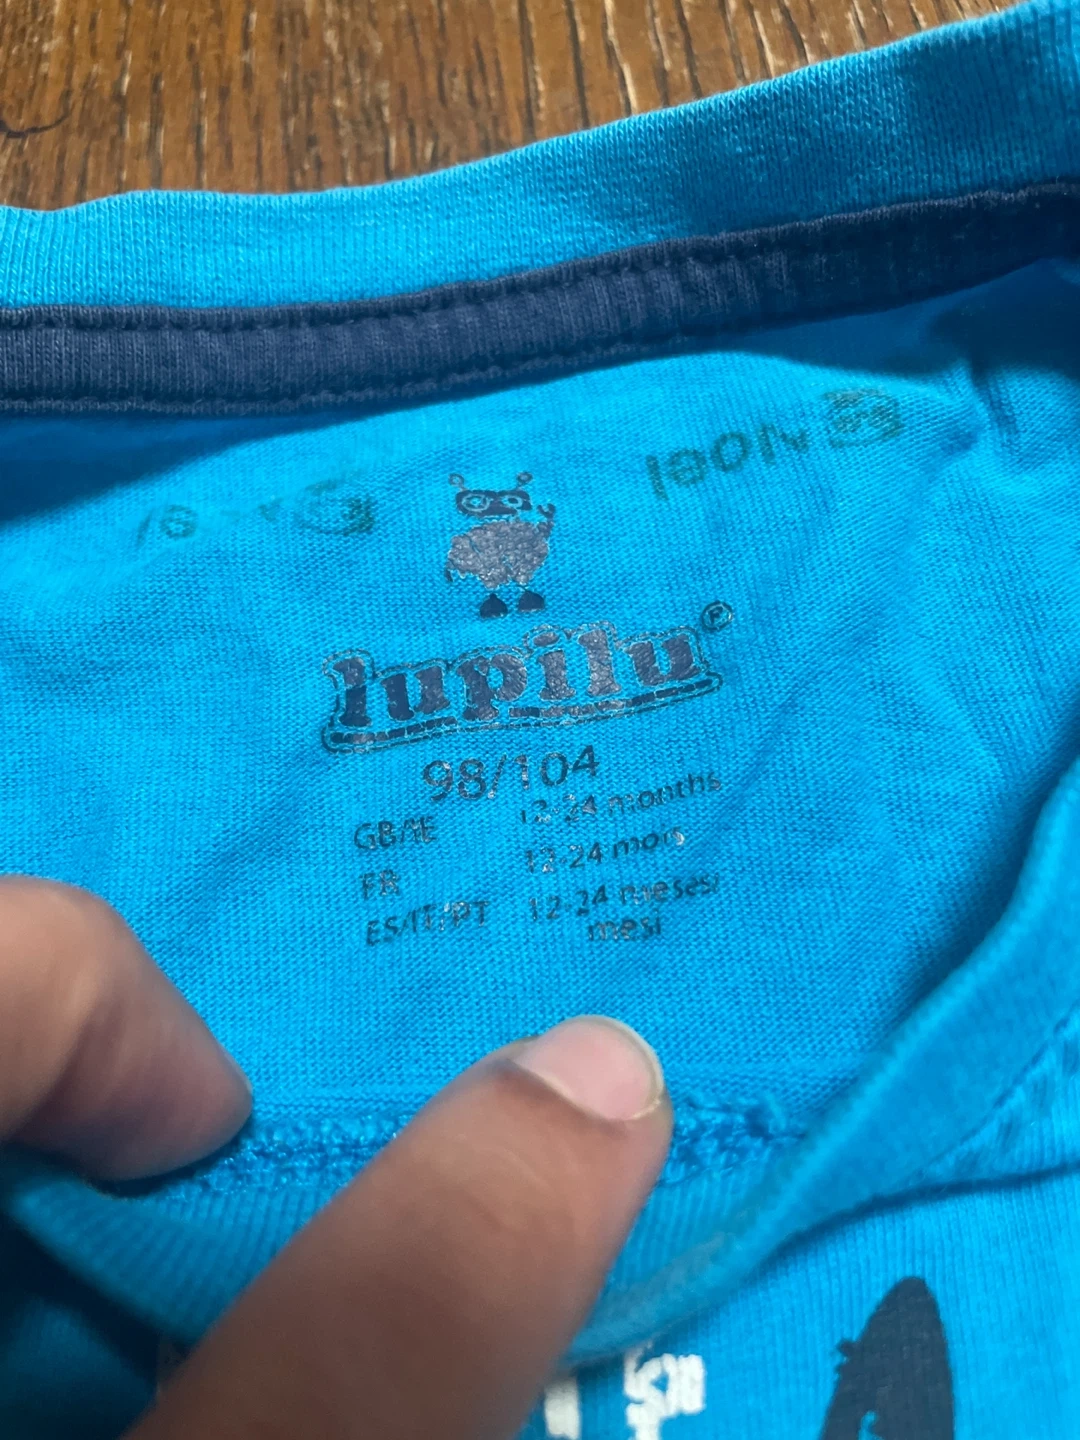 lupilu®
98/104
GB/IE 12-24 months
FR 12-24 mois
ES/IT/PT 12-24 meses/
mesi